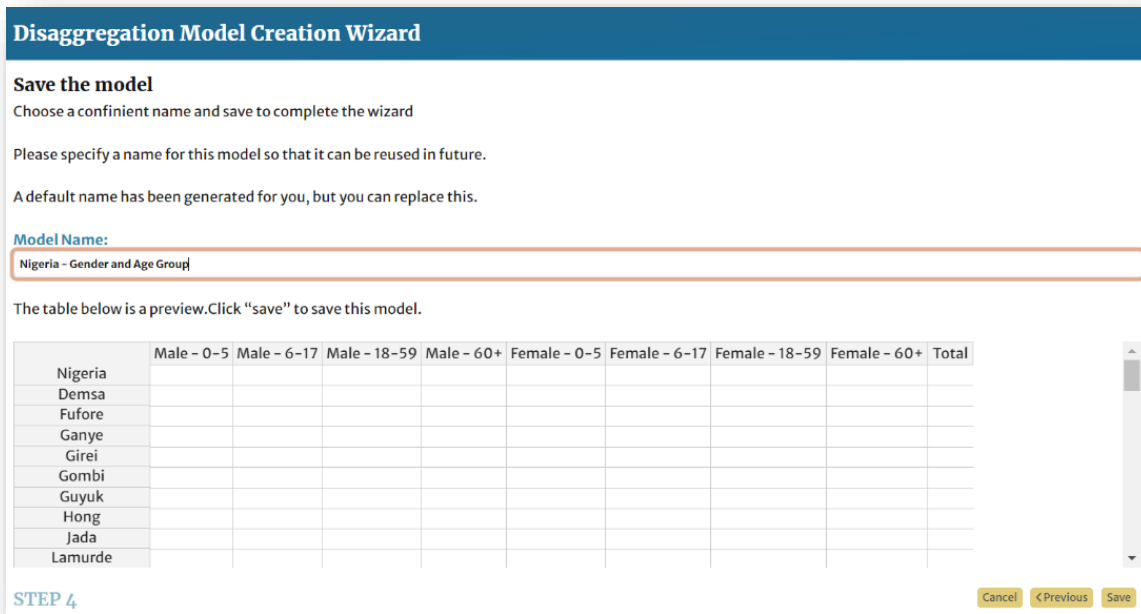 Disaggregation Model Creation Wizard
Save the model
Choose a confinient name and save to complete the wizard
Please specify a name for this model so that it can be reused in future.
A default name has been generated for you, but you can replace this.
Model Name:
Nigeria - Gender and Age Group
The table below is a preview.Click “save” to save this model.
Male - 0-5 Male - 6-17 Male - 18-59 Male - 60+ Female - 0-5 Female - 6-17 Female - 18-59 Female - 60+ Total
Nigeria
Demsa
Fufore
Ganye
Girei
Gombi
Guyuk
Hong
Jada
Lamurde
STEP 4 Cancel < Previous Save